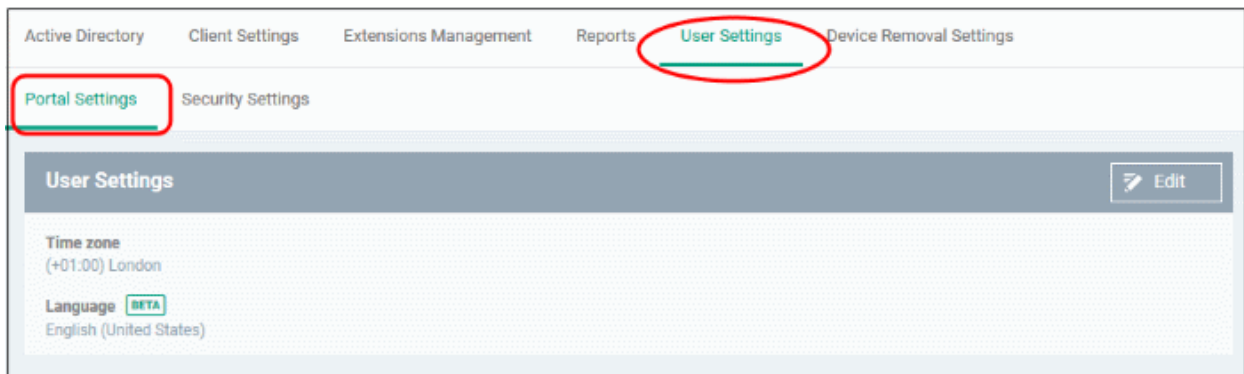 Active Directory Client Settings Extensions Management Reports User Settings Device Removal Settings
Portal Settings Security Settings
User Settings Edit
Time zone
(+01:00) London
Language BETA
English (United States)